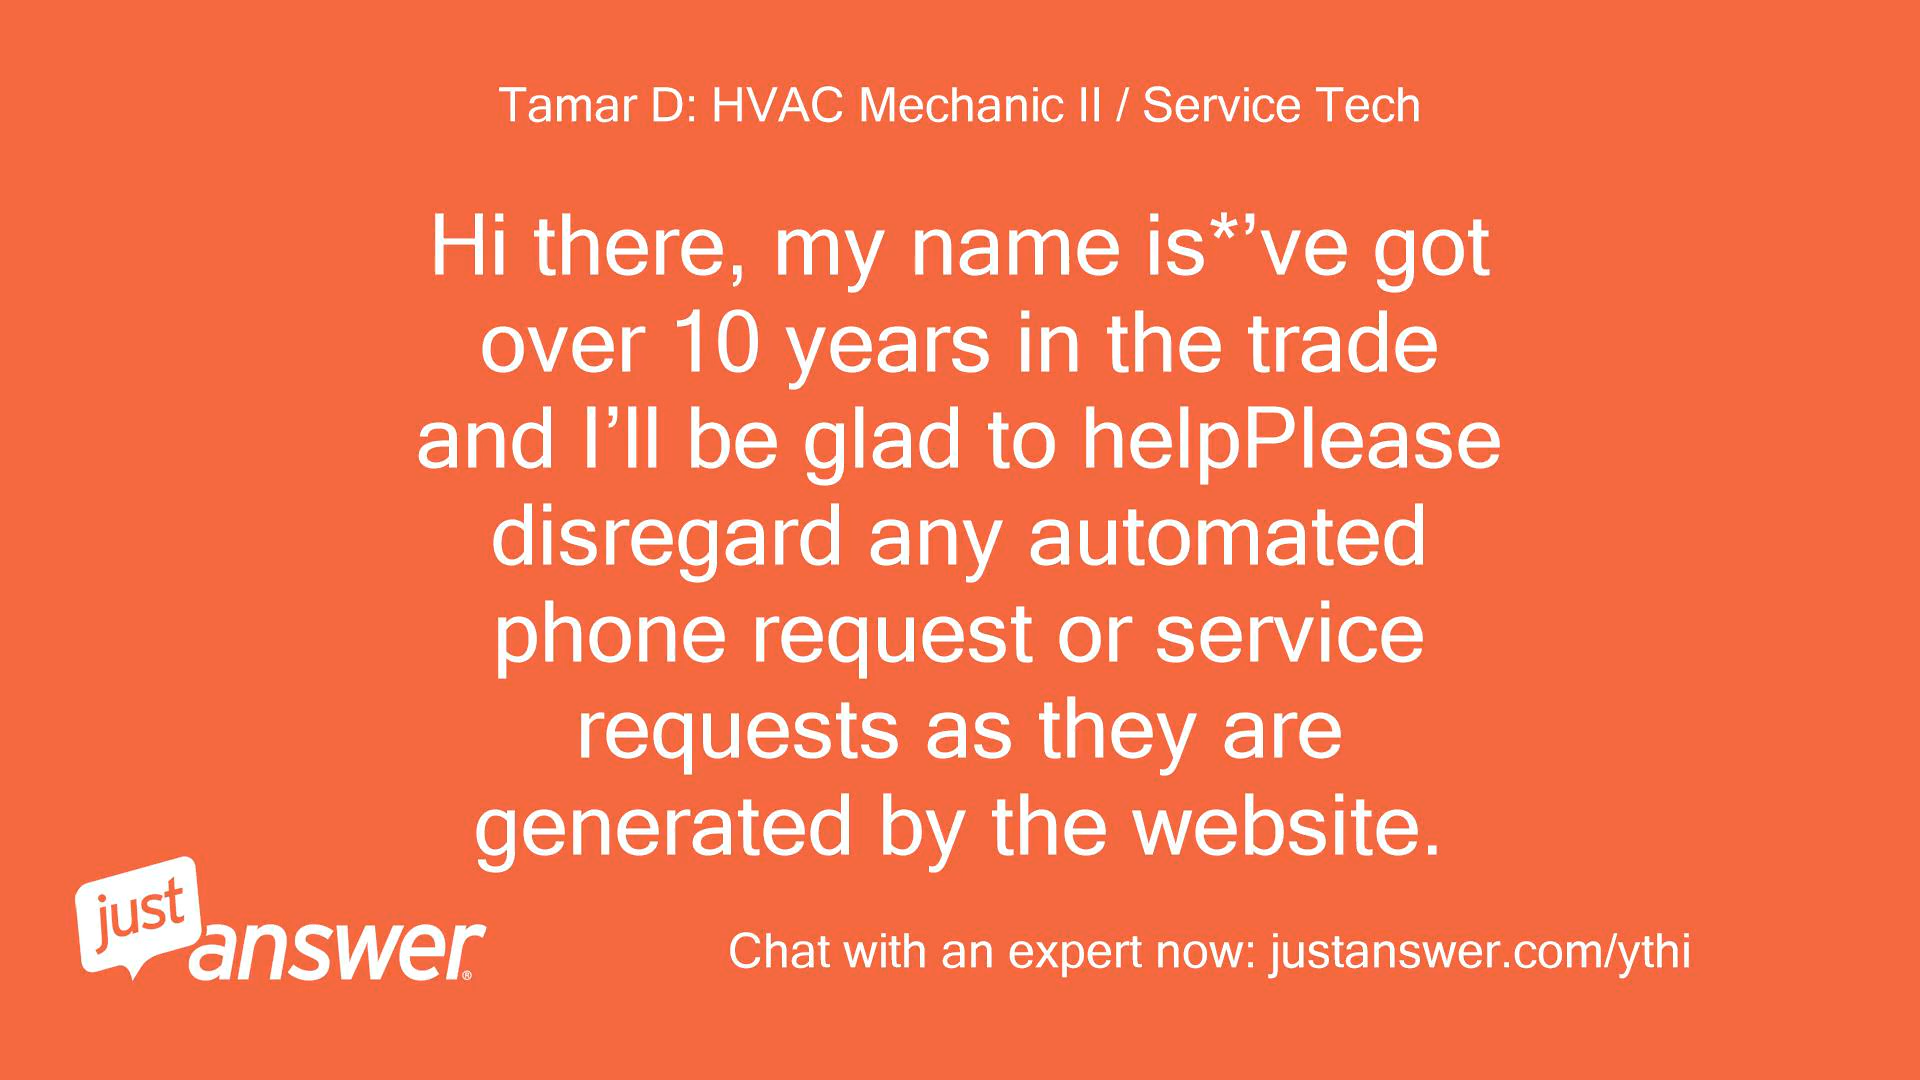 Tamar D: HVAC Mechanic II / Service Tech
Hi there, my name is*’ve got
over 10 years in the trade
and I’ll be glad to helpPlease
disregard any automated
phone request or service
requests as they are
generated by the website.
just
answer®
Chat with an expert now: justanswer.com/ythi